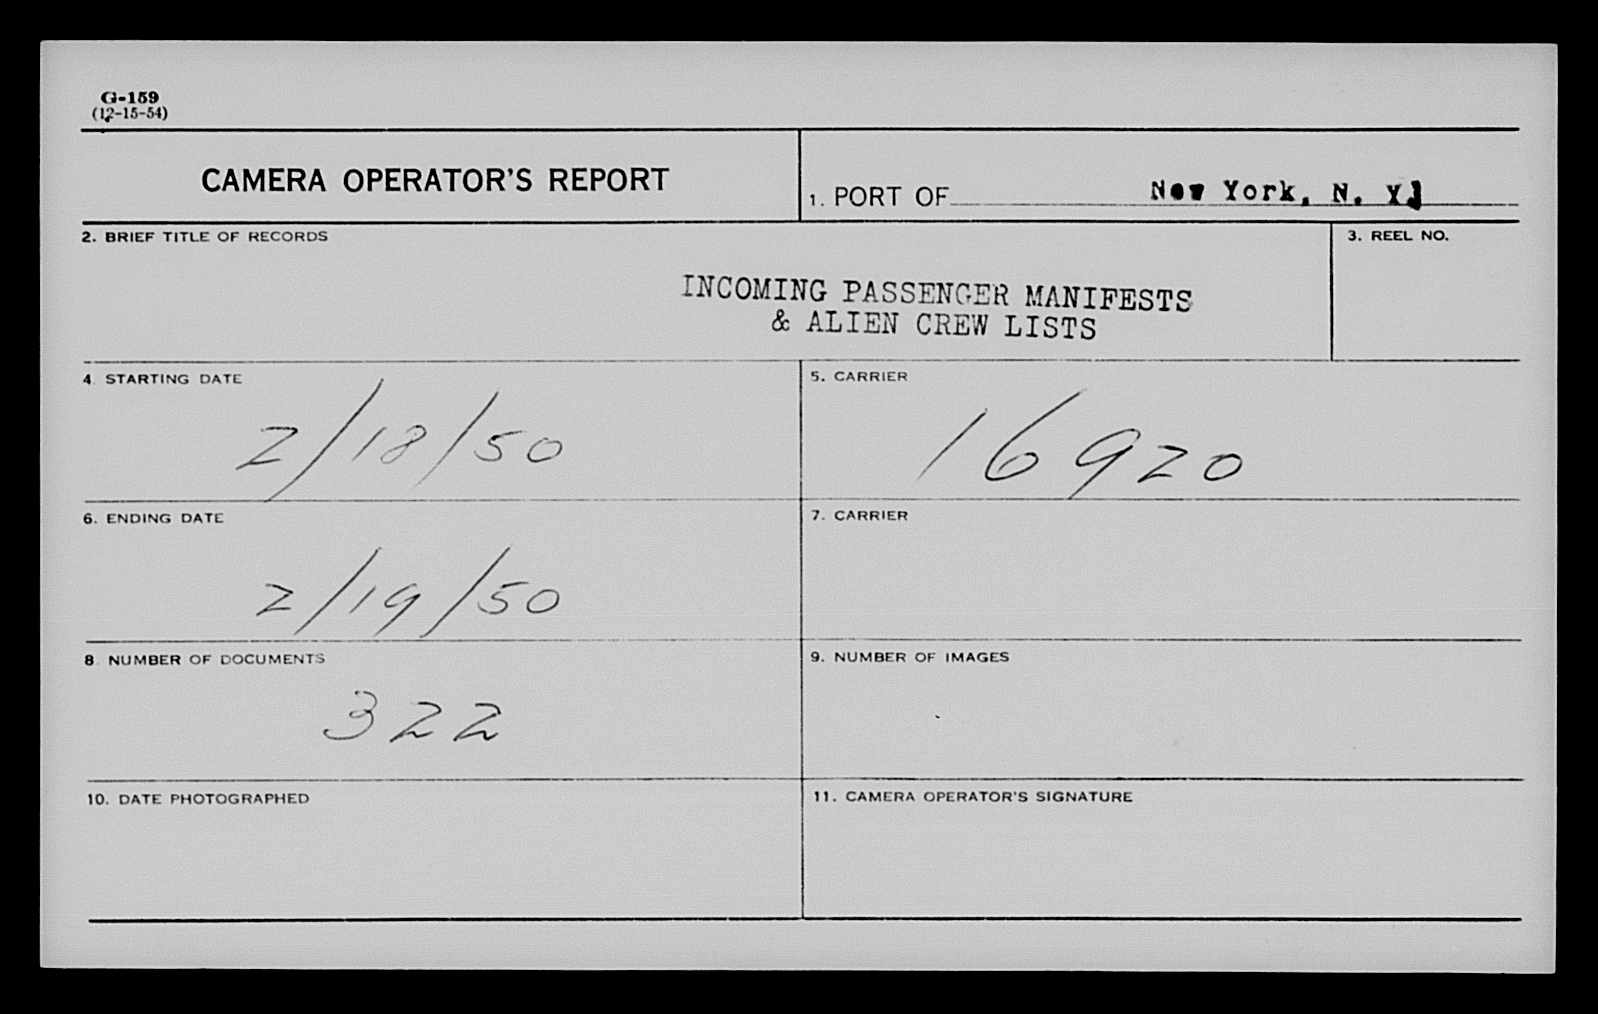 G-159
(12-15-54)
CAMERA OPERATOR'S REPORT
1. PORT OF New York, N. Y.
2. BRIEF TITLE OF RECORDS
3. REEL NO.
INCOMING PASSENGER MANIFESTS
& ALIEN CREW LISTS
4. STARTING DATE
5. CARRIER
2/18/50
16920
6. ENDING DATE
7. CARRIER
2/19/50
8. NUMBER OF DOCUMENTS
9. NUMBER OF IMAGES
322
10. DATE PHOTOGRAPHED
11. CAMERA OPERATOR'S SIGNATURE